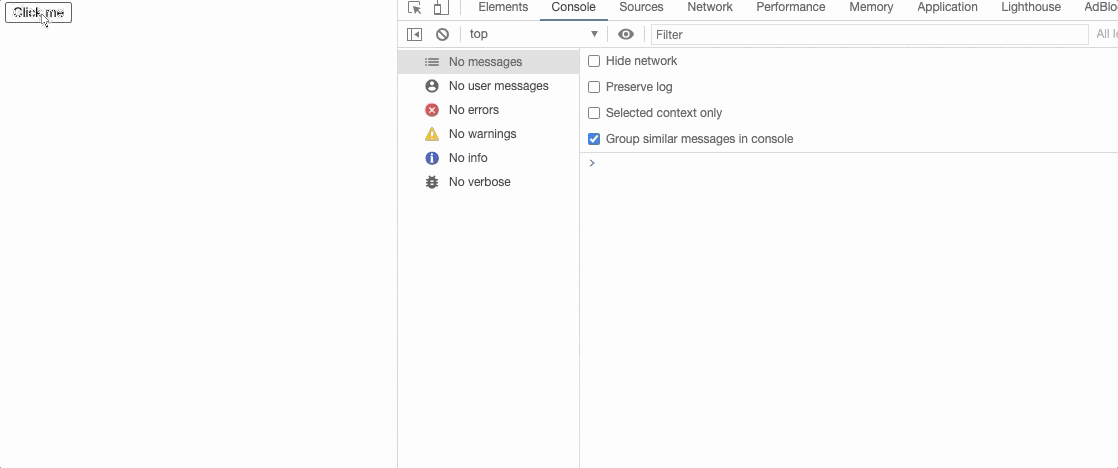 Click me
Elements Console Sources Network Performance Memory Application Lighthouse AdBlo
top Filter All l
No messages
No user messages
No errors
No warnings
No info
No verbose
Hide network
Preserve log
Selected context only
Group similar messages in console
>